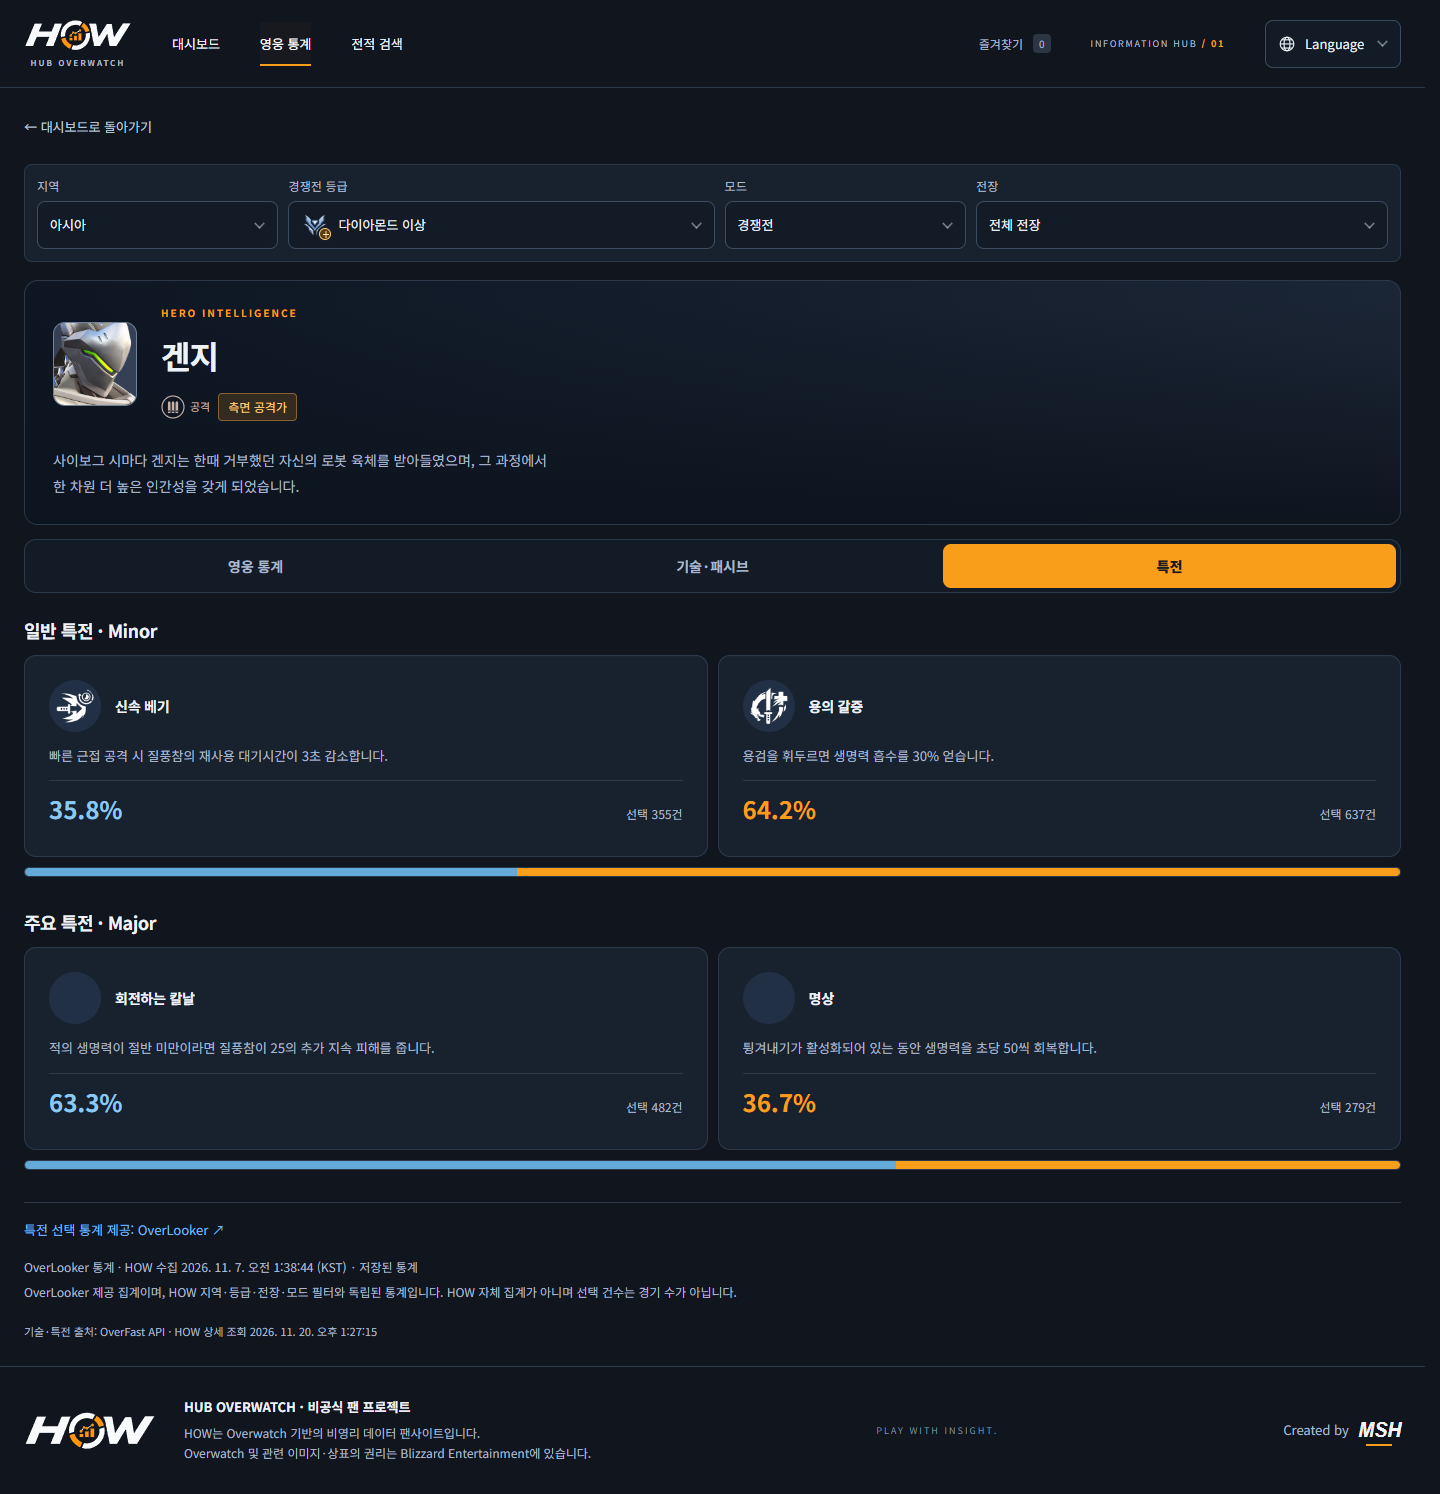 HOW
HUB OVERWATCH
대시보드
영웅 통계
전적 검색
즐겨찾기 0
INFORMATION HUB / 01
Language
← 대시보드로 돌아가기
지역
경쟁전 등급
모드
전장
아시아
다이아몬드 이상
경쟁전
전체 전장
HERO INTELLIGENCE
겐지
공격
측면 공격가
사이보그 시마다 겐지는 한때 거부했던 자신의 로봇 육체를 받아들였으며, 그 과정에서
한 차원 더 높은 인간성을 갖게 되었습니다.
영웅 통계
기술·패시브
특전
일반 특전 · Minor
신속 베기
빠른 근접 공격 시 질풍참의 재사용 대기시간이 3초 감소합니다.
35.8%
선택 355건
용의 갈증
용검을 휘두르면 생명력 흡수를 30% 얻습니다.
64.2%
선택 637건
주요 특전 · Major
회전하는 칼날
적의 생명력이 절반 미만이라면 질풍참이 25의 추가 지속 피해를 줍니다.
63.3%
선택 482건
명상
튕겨내기가 활성화되어 있는 동안 생명력을 초당 50씩 회복합니다.
36.7%
선택 279건
특전 선택 통계 제공: OverLooker ↗
OverLooker 통계 · HOW 수집 2026. 11. 7. 오전 1:38:44 (KST) · 저장된 통계
OverLooker 제공 집계이며, HOW 지역·등급·전장·모드 필터와 독립된 통계입니다. HOW 자체 집계가 아니며 선택 건수는 경기 수가 아닙니다.
기술·특전 출처: OverFast API · HOW 상세 조회 2026. 11. 20. 오후 1:27:15
HOW
HUB OVERWATCH · 비공식 팬 프로젝트
HOW는 Overwatch 기반의 비영리 데이터 팬사이트입니다.
Overwatch 및 관련 이미지·상표의 권리는 Blizzard Entertainment에 있습니다.
PLAY WITH INSIGHT.
Created by MSH